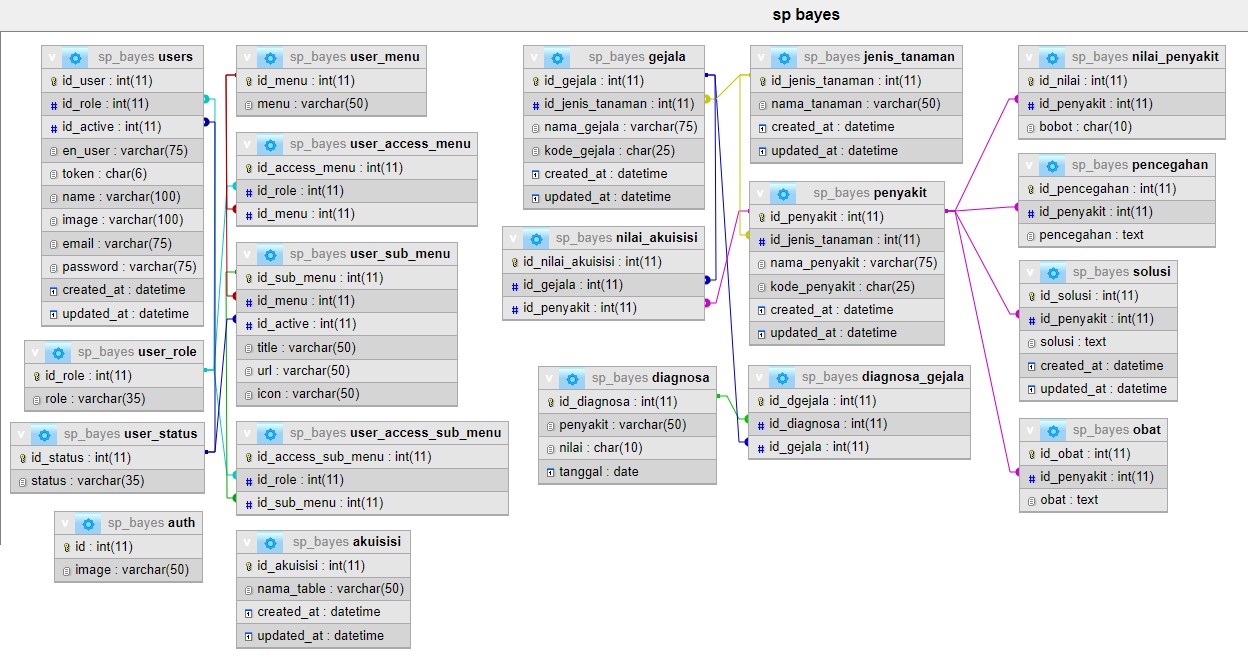 sp bayes
v sp_bayes users
id_user : int(11)
# id_role : int(11)
# id_active : int(11)
en_user : varchar(75)
token : char(6)
name : varchar(100)
image : varchar(100)
email : varchar(75)
password : varchar(75)
created_at : datetime
updated_at : datetime
v sp_bayes user_role
id_role : int(11)
role : varchar(35)
v sp_bayes user_status
id_status : int(11)
status : varchar(35)
v sp_bayes auth
id : int(11)
image : varchar(50)
v sp_bayes user_menu
id_menu : int(11)
menu : varchar(50)
v sp_bayes user_access_menu
id_access_menu : int(11)
# id_role : int(11)
# id_menu : int(11)
v sp_bayes user_sub_menu
id_sub_menu : int(11)
# id_menu : int(11)
# id_active : int(11)
title : varchar(50)
url : varchar(50)
icon : varchar(50)
v sp_bayes user_access_sub_menu
id_access_sub_menu : int(11)
# id_role : int(11)
# id_sub_menu : int(11)
v sp_bayes akuisisi
id_akuisisi : int(11)
nama_table : varchar(50)
created_at : datetime
updated_at : datetime
v sp_bayes gejala
id_gejala : int(11)
# id_jenis_tanaman : int(11)
nama_gejala : varchar(75)
kode_gejala : char(25)
created_at : datetime
updated_at : datetime
v sp_bayes nilai_akuisisi
id_nilai_akuisisi : int(11)
# id_gejala : int(11)
# id_penyakit : int(11)
v sp_bayes diagnosa
id_diagnosa : int(11)
penyakit : varchar(50)
nilai : char(10)
tanggal : date
v sp_bayes jenis_tanaman
id_jenis_tanaman : int(11)
nama_tanaman : varchar(50)
created_at : datetime
updated_at : datetime
v sp_bayes penyakit
id_penyakit : int(11)
# id_jenis_tanaman : int(11)
nama_penyakit : varchar(75)
kode_penyakit : char(25)
created_at : datetime
updated_at : datetime
v sp_bayes diagnosa_gejala
id_dgejala : int(11)
# id_diagnosa : int(11)
# id_gejala : int(11)
v sp_bayes nilai_penyakit
id_nilai : int(11)
# id_penyakit : int(11)
bobot : char(10)
v sp_bayes pencegahan
id_pencegahan : int(11)
# id_penyakit : int(11)
pencegahan : text
v sp_bayes solusi
id_solusi : int(11)
# id_penyakit : int(11)
solusi : text
created_at : datetime
updated_at : datetime
v sp_bayes obat
id_obat : int(11)
# id_penyakit : int(11)
obat : text